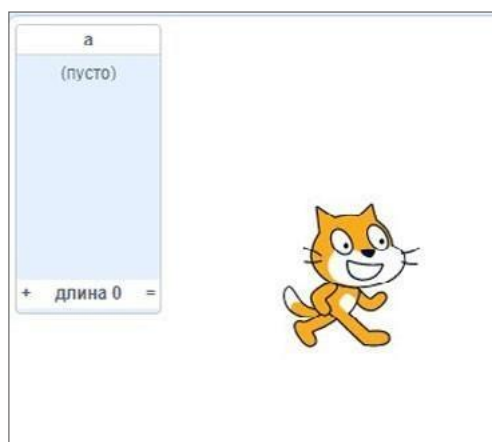 a
(пусто)
+ длина 0 =